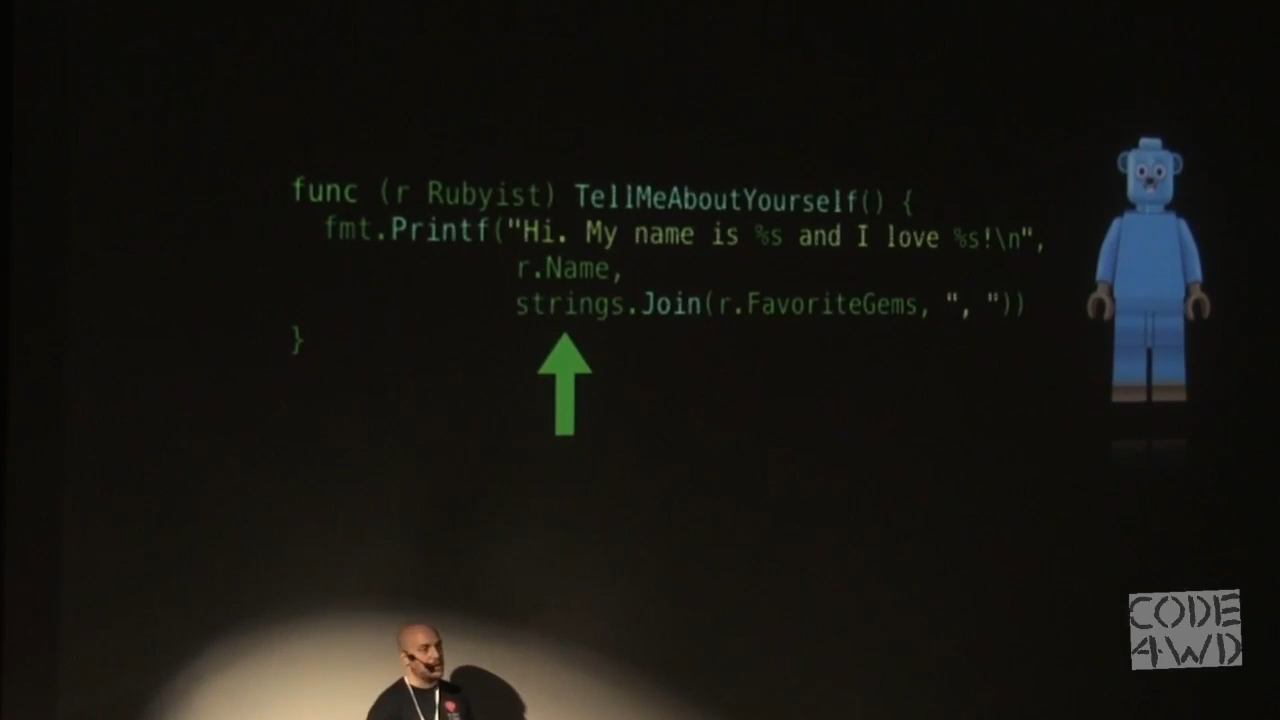 func (r Rubyist) TellMeAboutYourself() {
  fmt.Printf("Hi. My name is %s and I love %s!\n",
              r.Name,
              strings.Join(r.FavoriteGems, ", "))
}
CODE
4WD